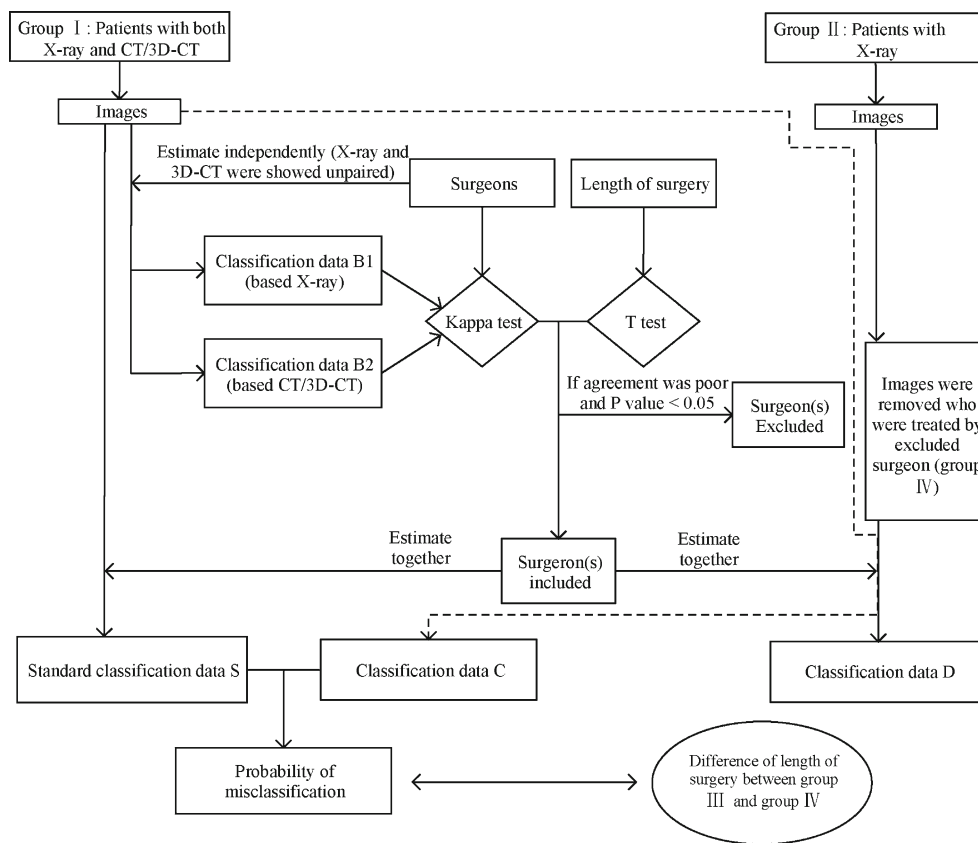 Group Ⅰ: Patients with both
X-ray and CT/3D-CT
Group Ⅱ: Patients with
X-ray
Images
Images
Estimate independently (X-ray and
3D-CT were showed unpaired)
Surgeons
Length of surgery
Classification data B1
(based X-ray)
Kappa test
T test
Classification data B2
(based CT/3D-CT)
If agreement was poor
and P value < 0.05
Surgeon(s)
Excluded
Images were
removed who
were treated by
excluded
surgeon (group
Ⅳ)
Estimate
together
Surgeron(s)
included
Estimate
together
Standard classification data S
Classification data C
Classification data D
Probability of
misclassification
Difference of length of
surgery between group
Ⅲ and group Ⅳ